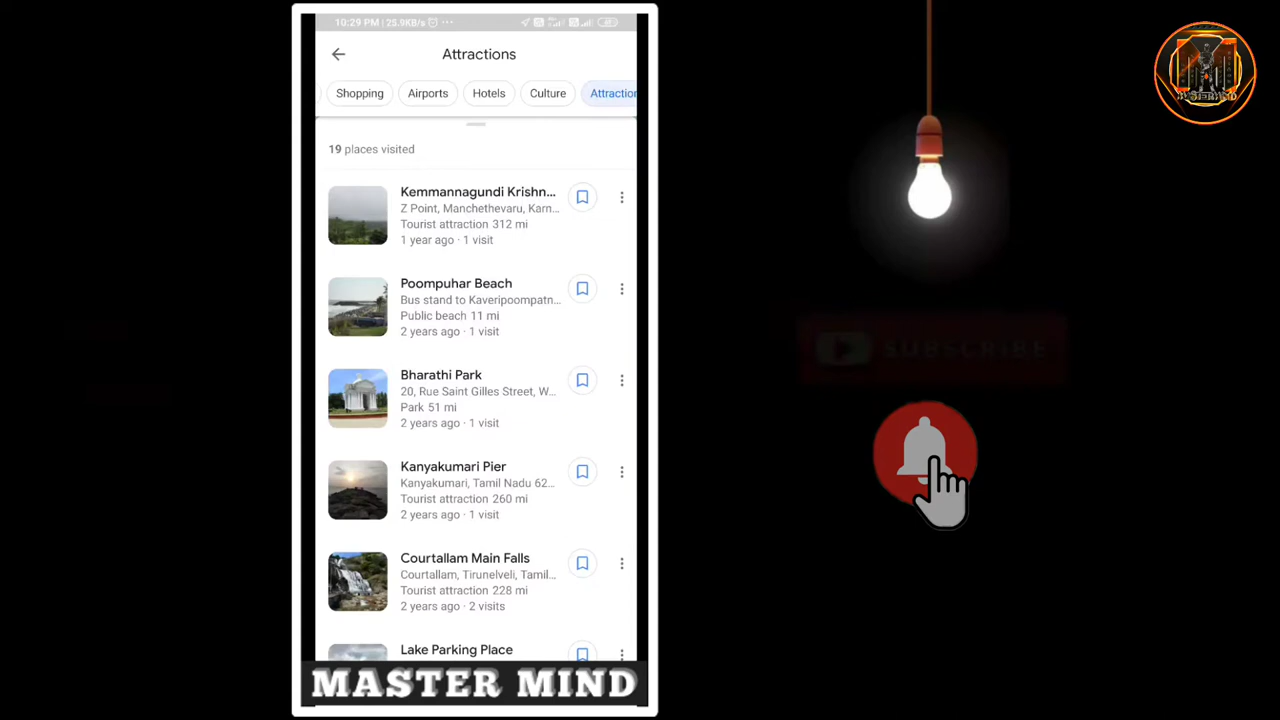 10:29 PM | 25.9KB/s
Attractions
Shopping
Airports
Hotels
Culture
Attraction
19 places visited
Kemmannagundi Krishn...
Z Point, Manchethevaru, Karn...
Tourist attraction 312 mi
1 year ago · 1 visit
Poompuhar Beach
Bus stand to Kaveripoompatn...
Public beach 11 mi
2 years ago · 1 visit
Bharathi Park
20, Rue Saint Gilles Street, W...
Park 51 mi
2 years ago · 1 visit
Kanyakumari Pier
Kanyakumari, Tamil Nadu 62...
Tourist attraction 260 mi
2 years ago · 1 visit
Courtallam Main Falls
Courtallam, Tirunelveli, Tamil...
Tourist attraction 228 mi
2 years ago · 2 visits
Lake Parking Place
MASTER MIND
SUBSCRIBE